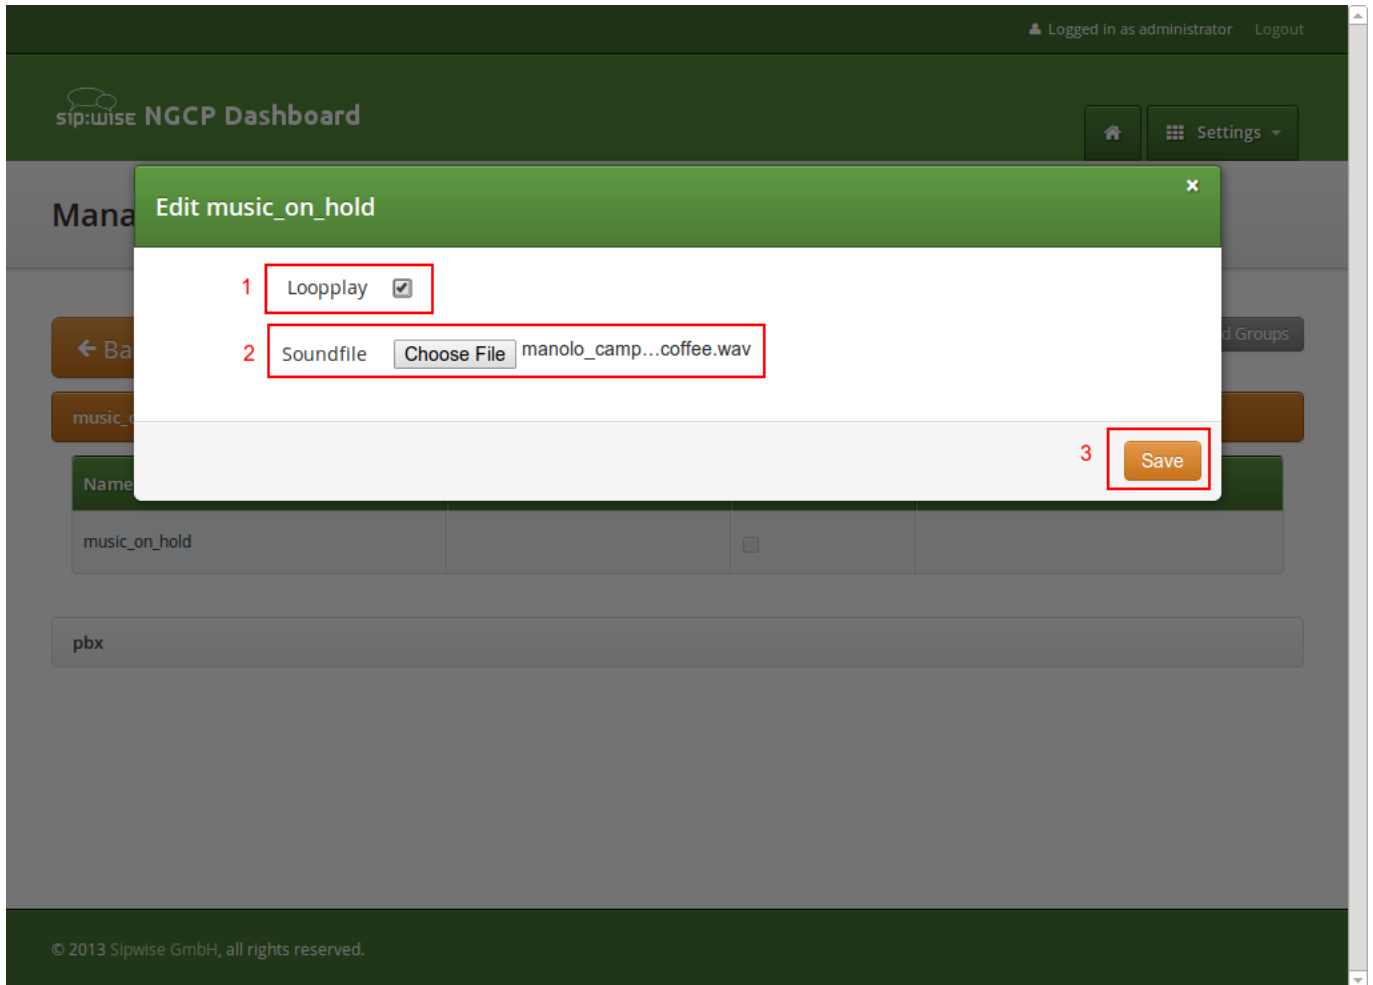 Logged in as administrator Logout
sip:wise NGCP Dashboard
Settings
Mana
Edit music_on_hold
×
1 Loopplay
Ba
d Groups
2 Soundfile Choose File manolo_camp...coffee.wav
music_
3 Save
Name
music_on_hold
pbx
© 2013 Sipwise GmbH, all rights reserved.